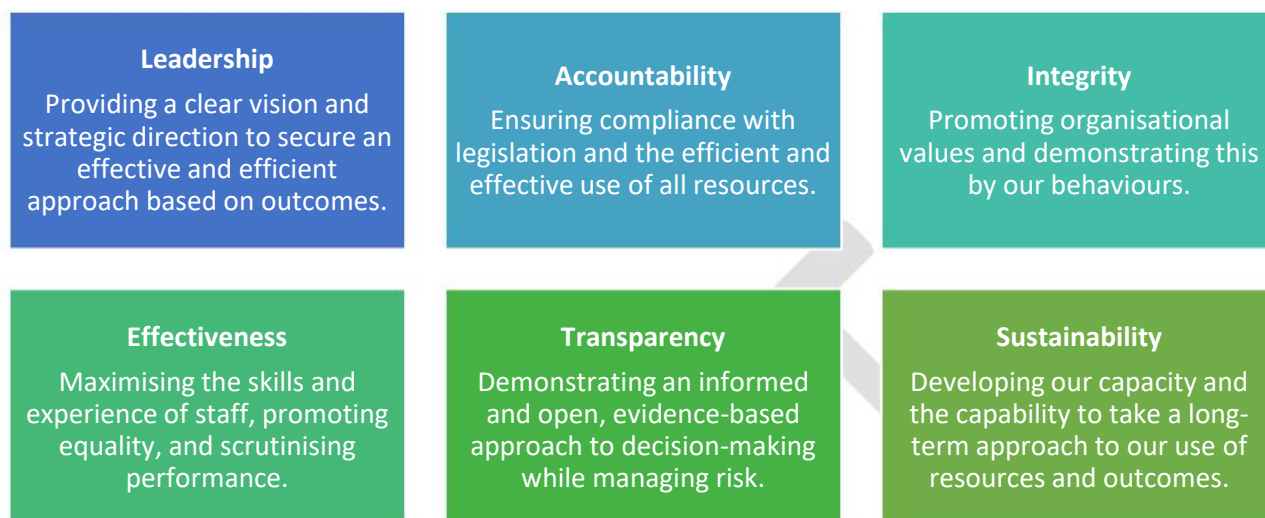 Leadership
Providing a clear vision and
strategic direction to secure an
effective and efficient
approach based on outcomes.
Accountability
Ensuring compliance with
legislation and the efficient and
effective use of all resources.
Integrity
Promoting organisational
values and demonstrating this
by our behaviours.
Effectiveness
Maximising the skills and
experience of staff, promoting
equality, and scrutinising
performance.
Transparency
Demonstrating an informed
and open, evidence-based
approach to decision-making
while managing risk.
Sustainability
Developing our capacity and
the capability to take a long-
term approach to our use of
resources and outcomes.